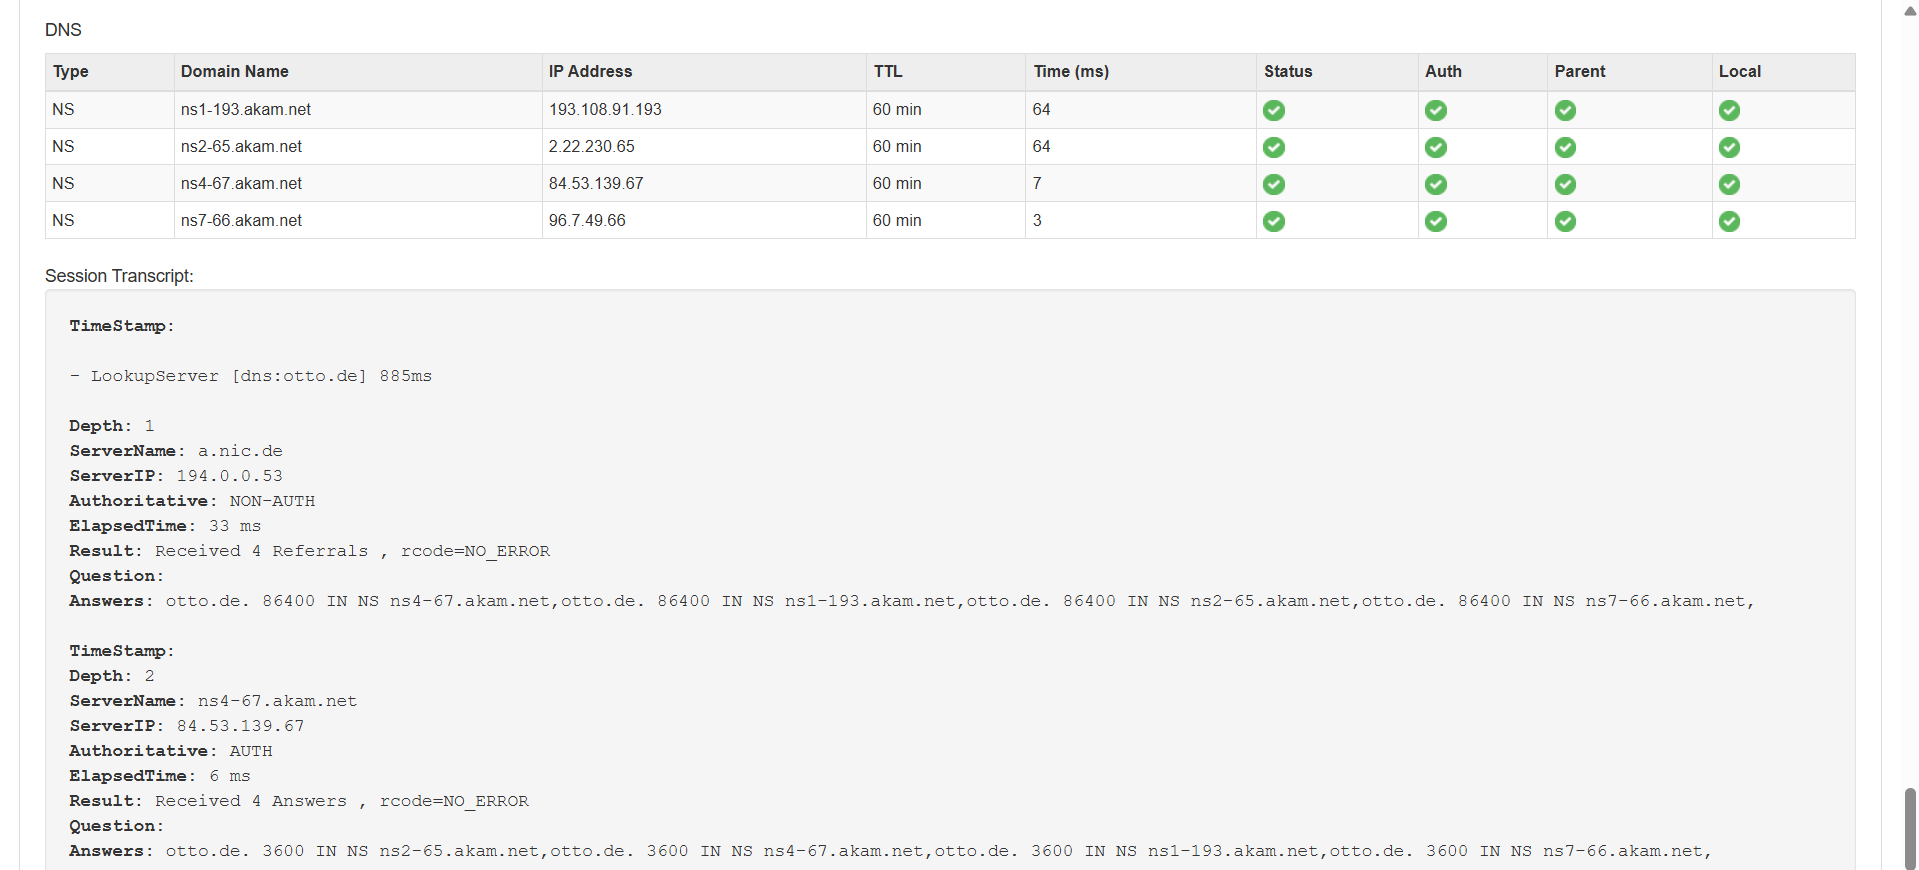 DNS
Type Domain Name IP Address TTL Time (ms) Status Auth Parent Local
NS ns1-193.akam.net 193.108.91.193 60 min 64
NS ns2-65.akam.net 2.22.230.65 60 min 64
NS ns4-67.akam.net 84.53.139.67 60 min 7
NS ns7-66.akam.net 96.7.49.66 60 min 3
Session Transcript:
TimeStamp:
- LookupServer [dns:otto.de] 885ms
Depth: 1
ServerName: a.nic.de
ServerIP: 194.0.0.53
Authoritative: NON-AUTH
ElapsedTime: 33 ms
Result: Received 4 Referrals , rcode=NO_ERROR
Question:
Answers: otto.de. 86400 IN NS ns4-67.akam.net,otto.de. 86400 IN NS ns1-193.akam.net,otto.de. 86400 IN NS ns2-65.akam.net,otto.de. 86400 IN NS ns7-66.akam.net,
TimeStamp:
Depth: 2
ServerName: ns4-67.akam.net
ServerIP: 84.53.139.67
Authoritative: AUTH
ElapsedTime: 6 ms
Result: Received 4 Answers , rcode=NO_ERROR
Question:
Answers: otto.de. 3600 IN NS ns2-65.akam.net,otto.de. 3600 IN NS ns4-67.akam.net,otto.de. 3600 IN NS ns1-193.akam.net,otto.de. 3600 IN NS ns7-66.akam.net,